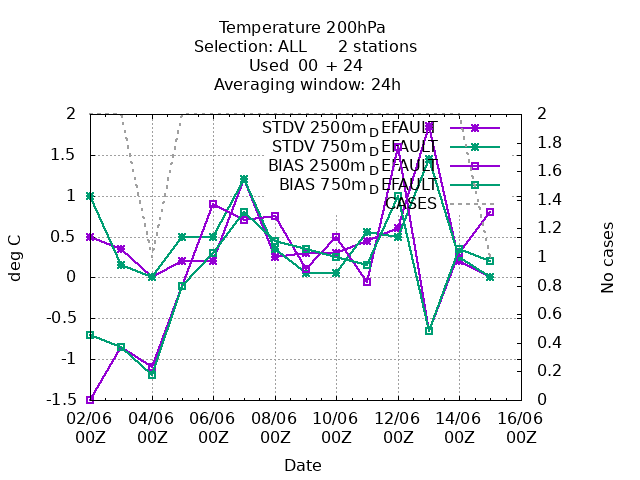 Temperature 200hPa
Selection: ALL 2 stations
Used 00 + 24
Averaging window: 24h
STDV 2500m_DEFAULT
STDV 750m_DEFAULT
BIAS 2500m_DEFAULT
BIAS 750m_DEFAULT
CASES
deg C
2
1.5
1
0.5
0
-0.5
-1
-1.5
2
1.8
1.6
1.4
1.2
1
0.8
0.6
0.4
0.2
0
No cases
02/06 04/06 06/06 08/06 10/06 12/06 14/06 16/06
00Z 00Z 00Z 00Z 00Z 00Z 00Z 00Z
Date